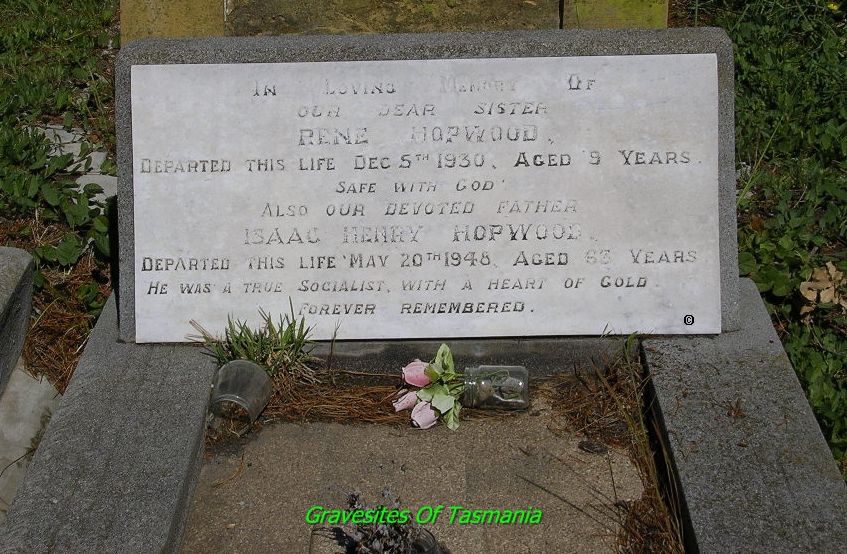 In Loving Memory Of
OUR DEAR SISTER
RENE HOPWOOD.
DEPARTED THIS LIFE DEC 5TH 1930. AGED 9 YEARS.
SAFE WITH GOD
ALSO OUR DEVOTED FATHER
ISAAC HENRY HOPWOOD.
DEPARTED THIS LIFE MAY 20TH 1948. AGED 63 YEARS
HE WAS A TRUE SOCIALIST, WITH A HEART OF GOLD.
FOREVER REMEMBERED.
©
Gravesites Of Tasmania